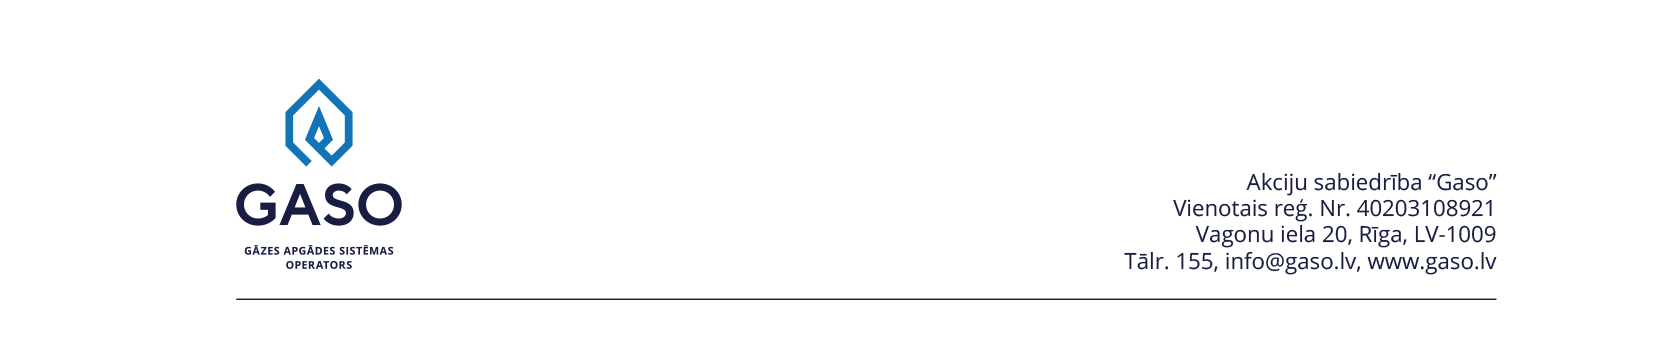 GASO
GĀZES APGĀDES SISTĒMAS
OPERATORS
Akciju sabiedrība “Gaso”
Vienotais reģ. Nr. 40203108921
Vagonu iela 20, Rīga, LV-1009
Tālr. 155, info@gaso.lv, www.gaso.lv